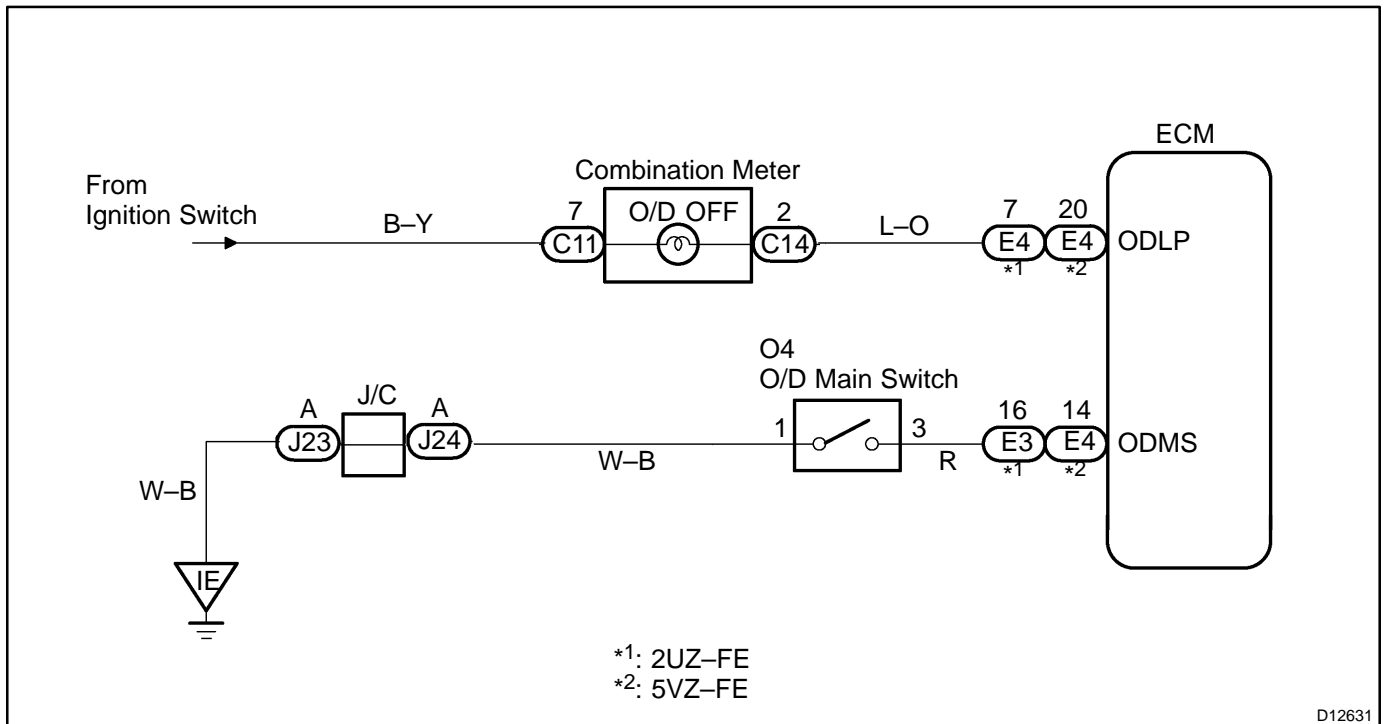 ECM
From
Ignition Switch
B–Y
Combination Meter
7
C11
O/D OFF
2
C14
L–O
7
E4
*1
20
E4
*2
ODLP
O4
O/D Main Switch
A
J23
J/C
A
J24
W–B
1
3
R
16
E3
*1
14
E4
*2
ODMS
W–B
IE
*1: 2UZ–FE
*2: 5VZ–FE
D12631